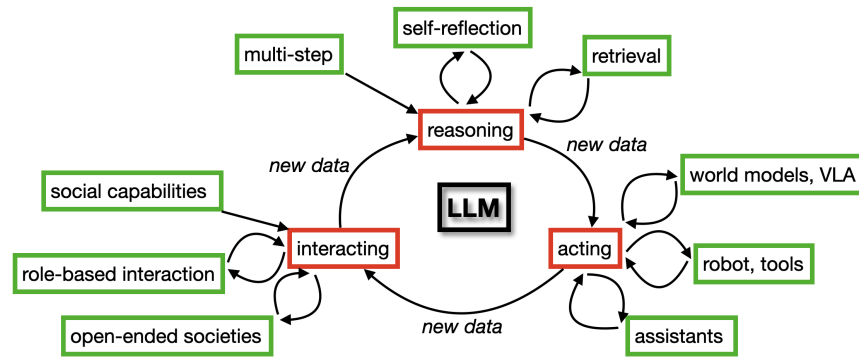 self-reflection
multi-step
retrieval
reasoning
new data
new data
social capabilities
world models, VLA
LLM
interacting
acting
role-based interaction
robot, tools
open-ended societies
new data
assistants